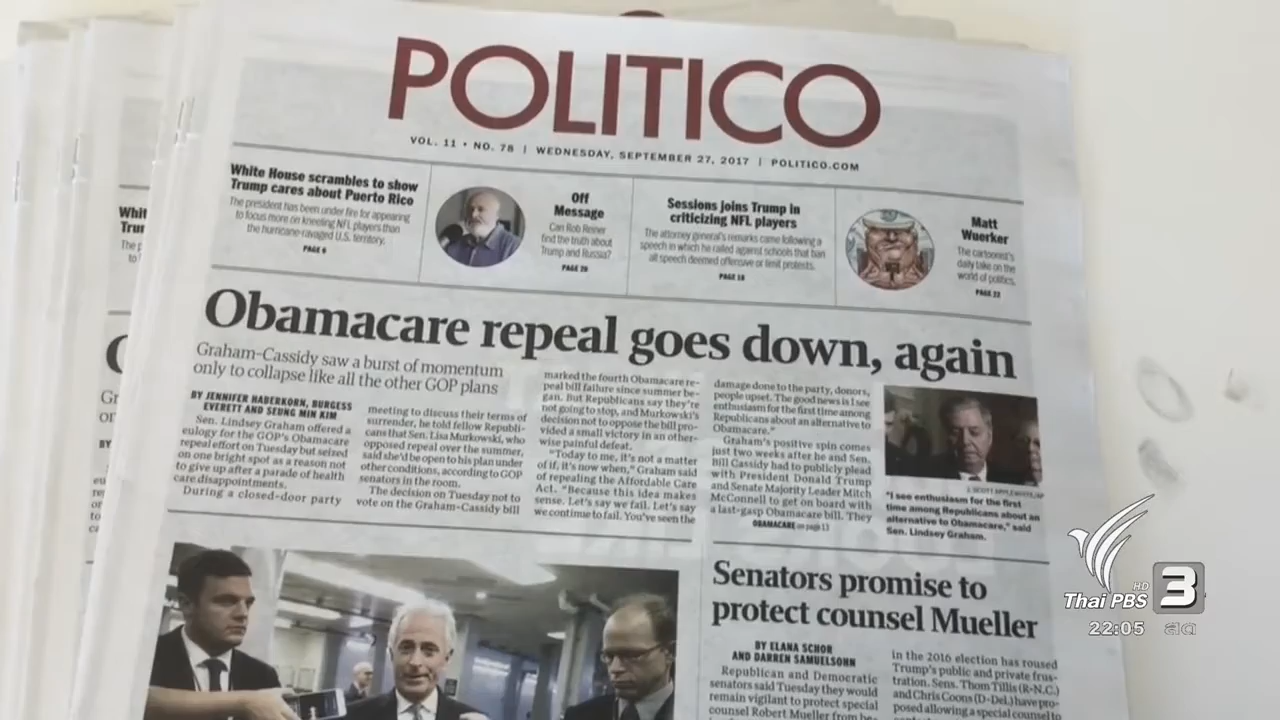 POLITICO
VOL. 11 • NO. 78 | WEDNESDAY, SEPTEMBER 27, 2017 | POLITICO.COM
White House scrambles to show
Trump cares about Puerto Rico
The president has been under fire for appearing
to focus more on kneeling NFL players than
the hurricane-ravaged U.S. territory.
PAGE 6
Off
Message
Can Rob Reiner
find the truth about
Trump and Russia?
PAGE 20
Sessions joins Trump in
criticizing NFL players
The attorney general's remarks came following a
speech in which he railed against schools that ban
all speech deemed offensive or limit protests.
PAGE 18
Matt
Wuerker
The cartoonist's
daily take on the
world of politics.
PAGE 22
Obamacare repeal goes down, again
Graham-Cassidy saw a burst of momentum
only to collapse like all the other GOP plans
BY JENNIFER HABERKORN, BURGESS
EVERETT AND SEUNG MIN KIM
Sen. Lindsey Graham offered a
eulogy for the GOP's Obamacare
repeal effort on Tuesday but seized
on one bright spot as a reason not
to give up after a parade of health
care disappointments.
During a closed-door party
meeting to discuss their terms of
surrender, he told fellow Republi-
cans that Sen. Lisa Murkowski, who
opposed repeal over the summer,
said she'd be open to his plan under
other conditions, according to GOP
senators in the room.
The decision on Tuesday not to
vote on the Graham-Cassidy bill
marked the fourth Obamacare re-
peal bill failure since summer be-
gan. But Republicans say they're
not going to stop, and Murkowski's
decision not to oppose the bill pro-
vided a small victory in an other-
wise painful defeat.
"Today to me, it's not a matter
of if, it's now when," Graham said
of repealing the Affordable Care
Act. "Because this idea makes
sense. Let's say we fail. Let's say
we continue to fail. You've seen the
damage done to the party, donors,
people upset. The good news is I see
enthusiasm for the first time among
Republicans about an alternative to
Obamacare."
Graham's positive spin comes
just two weeks after he and Sen.
Bill Cassidy had to publicly plead
with President Donald Trump
and Senate Majority Leader Mitch
McConnell to get on board with
a last-gasp Obamacare bill. They
OBAMACARE on page 13
J. SCOTT APPLEWHITE/AP
"I see enthusiasm for the first
time among Republicans about an
alternative to Obamacare," said
Sen. Lindsey Graham.
Senators promise to
protect counsel Mueller
BY ELANA SCHOR
AND DARREN SAMUELSOHN
Republican and Democratic
senators said Tuesday they would
remain vigilant to protect special
counsel Robert Mueller from
in the 2016 election has roused
Trump's public and private frus-
tration. Sens. Thom Tillis (R-N.C.)
and Chris Coons (D-Del.) have pro-
posed allowing a special counsel to
HD
Thai PBS 3
22:05 สด